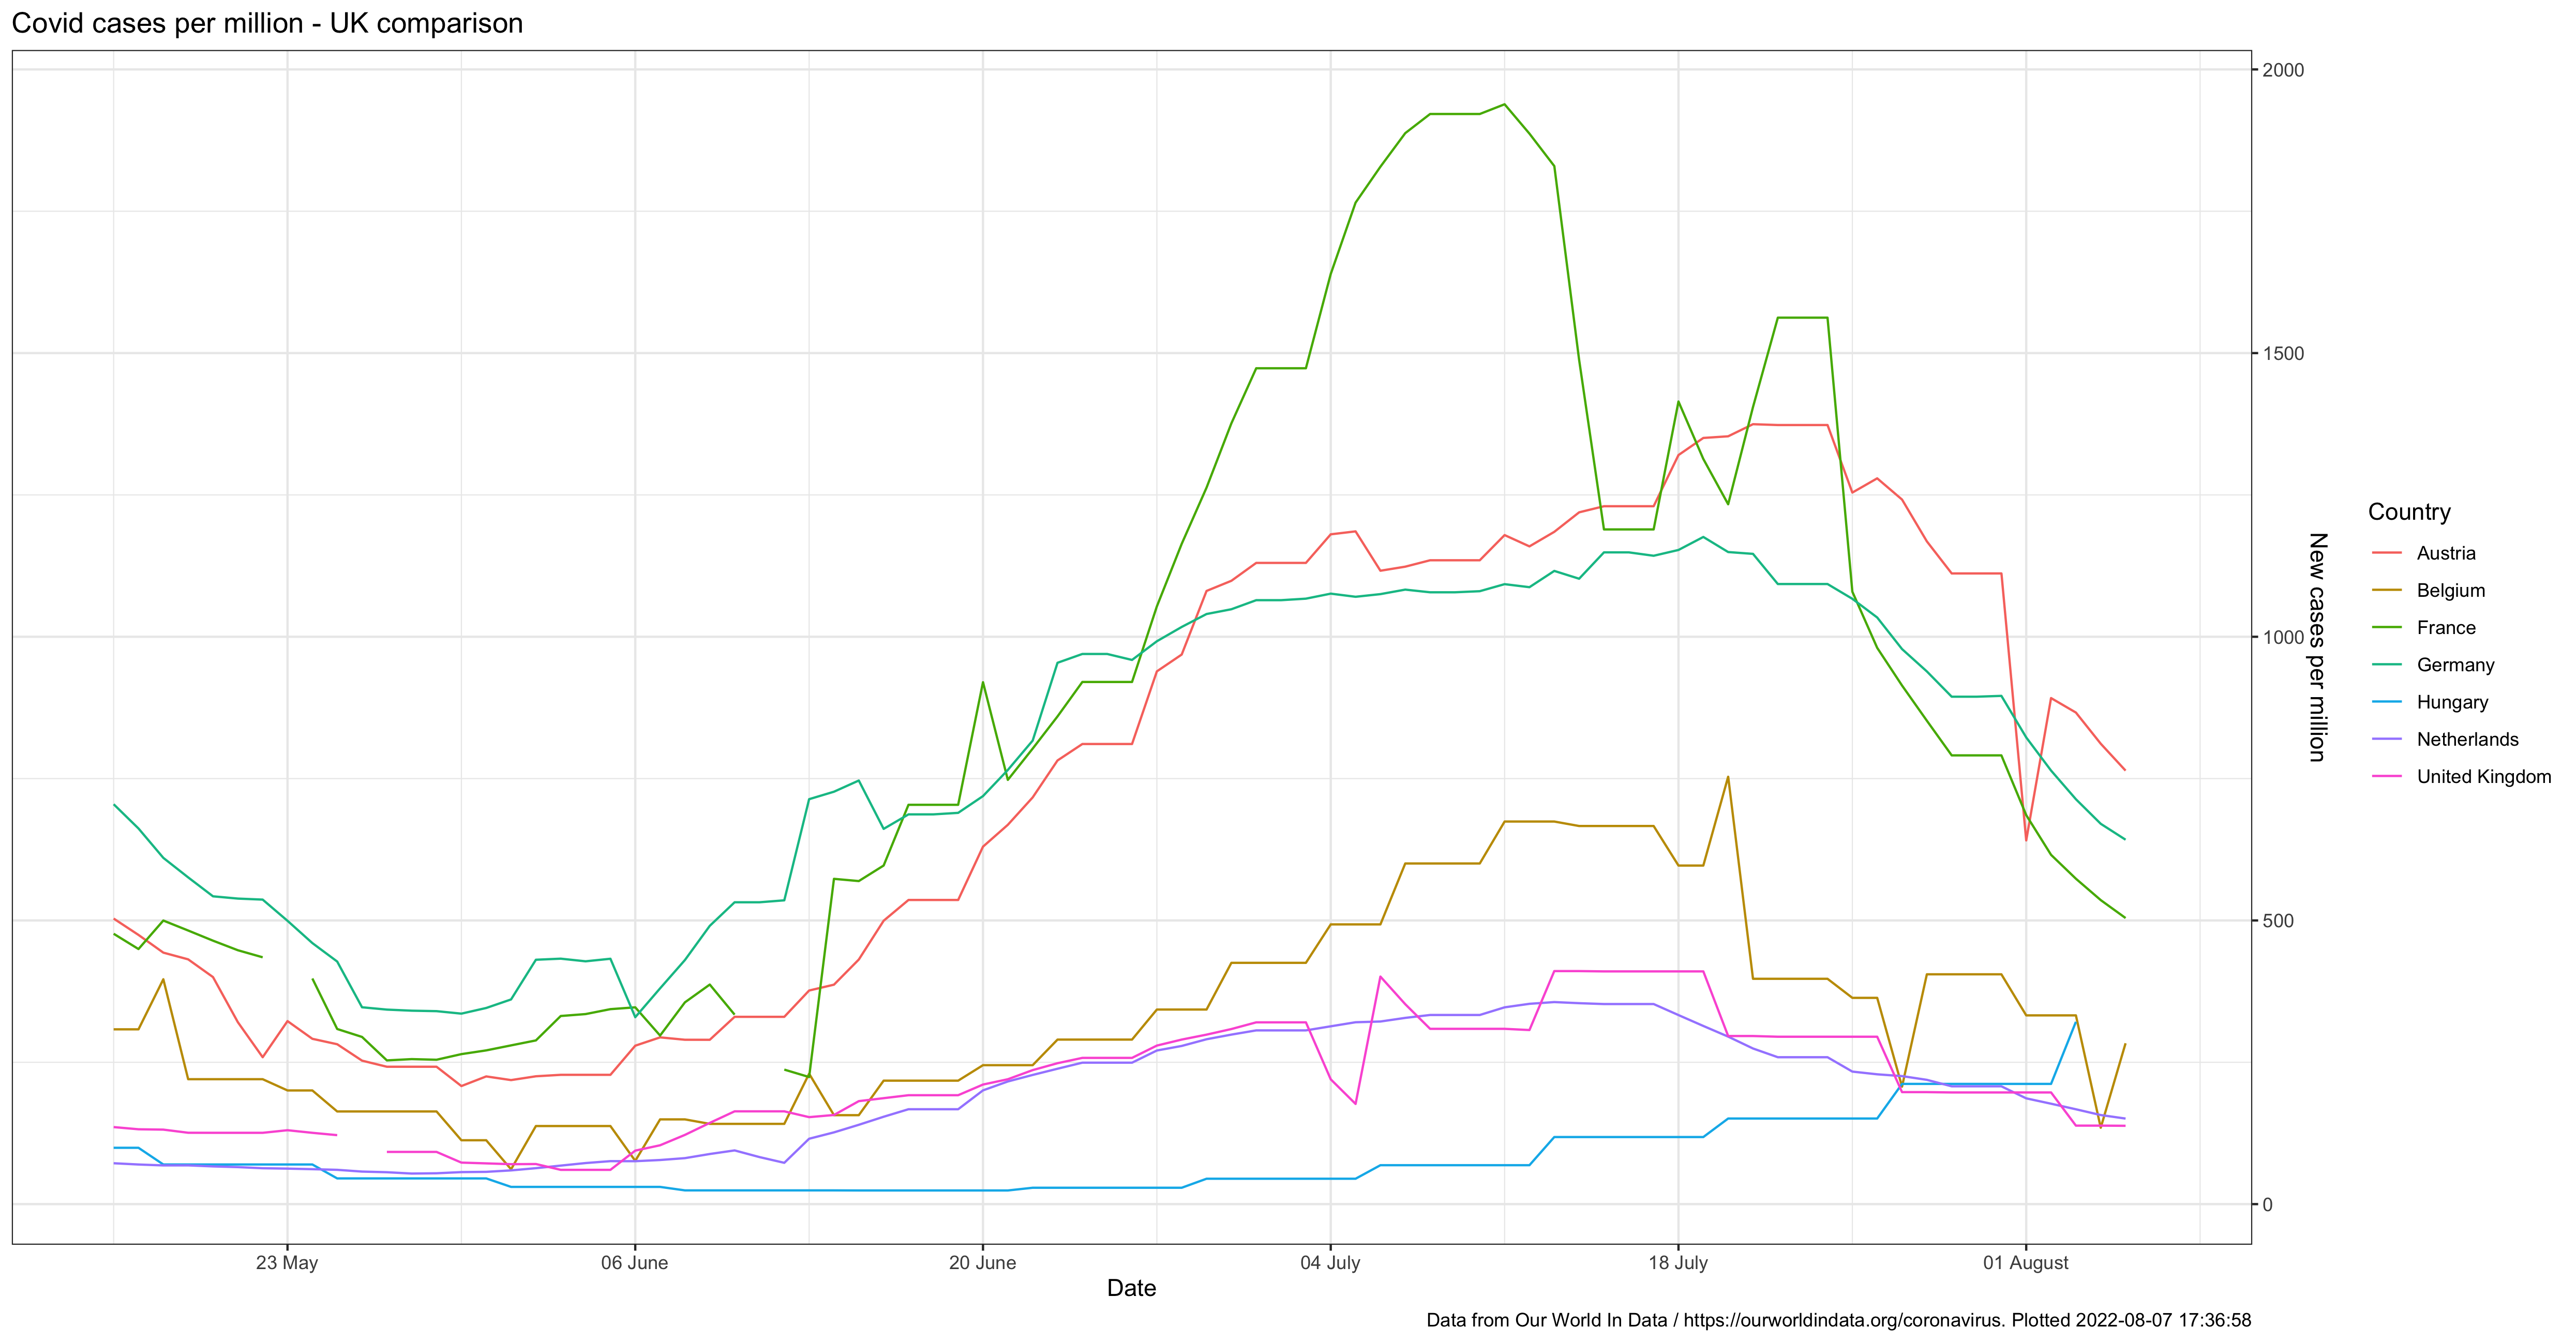 Covid cases per million - UK comparison
2000
1500
1000
500
0
New cases per million
23 May
06 June
20 June
04 July
18 July
01 August
Date
Country
Austria
Belgium
France
Germany
Hungary
Netherlands
United Kingdom
Data from Our World In Data / https://ourworldindata.org/coronavirus. Plotted 2022-08-07 17:36:58